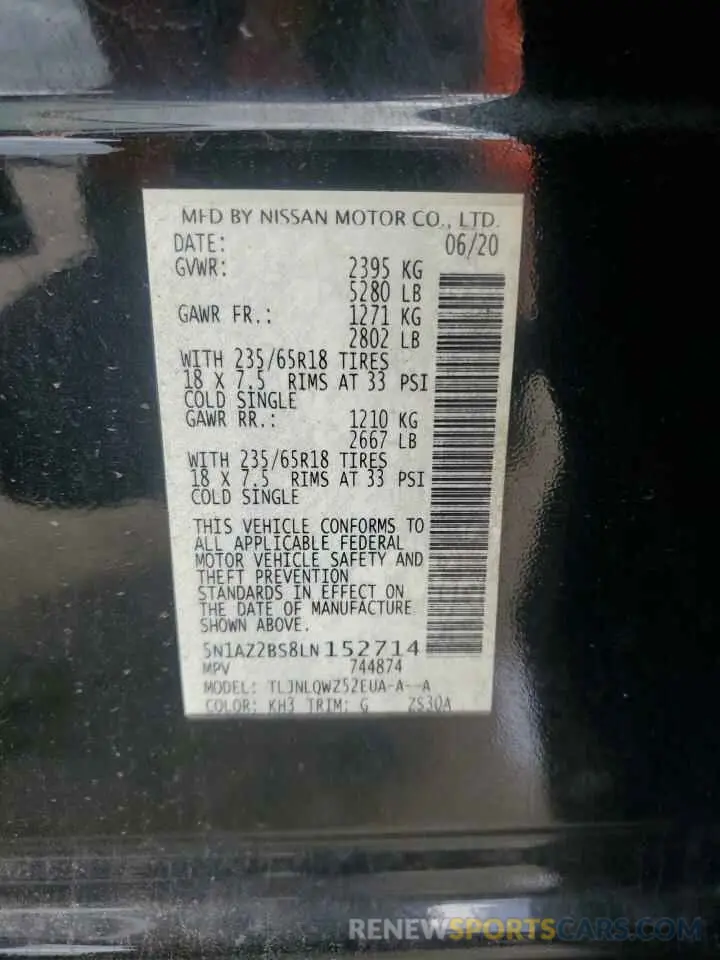 MFD BY NISSAN MOTOR CO., LTD.
DATE: 06/20
GVWR: 2395 KG
5280 LB
GAWR FR.: 1271 KG
2802 LB
WITH 235/65R18 TIRES
18 X 7.5 RIMS AT 33 PSI
COLD SINGLE
GAWR RR.: 1210 KG
2667 LB
WITH 235/65R18 TIRES
18 X 7.5 RIMS AT 33 PSI
COLD SINGLE
THIS VEHICLE CONFORMS TO
ALL APPLICABLE FEDERAL
MOTOR VEHICLE SAFETY AND
THEFT PREVENTION
STANDARDS IN EFFECT ON
THE DATE OF MANUFACTURE
SHOWN ABOVE.
5N1AZ2BS8LN152714
MPV 744874
MODEL: TLJNLQWZ52EUA-A--A
COLOR: KH3 TRIM: G ZS30A
RENEWSPORTSCARS.COM